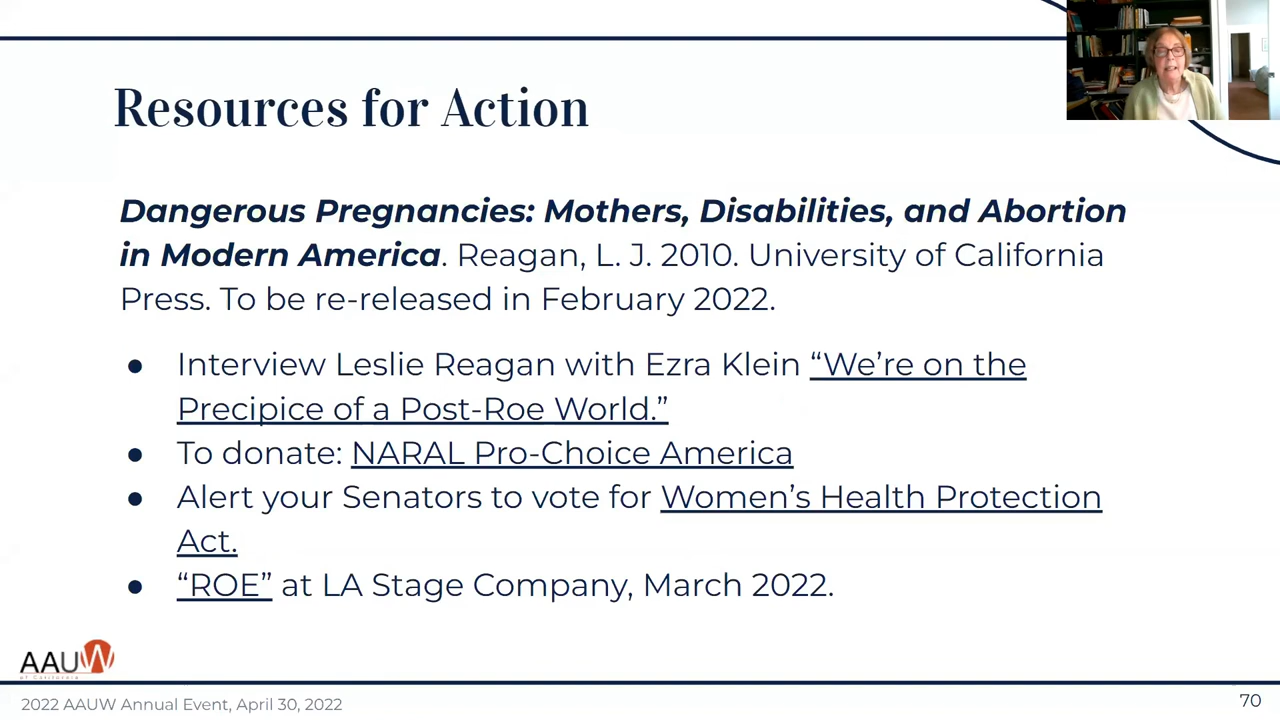 Resources for Action
Dangerous Pregnancies: Mothers, Disabilities, and Abortion
in Modern America. Reagan, L. J. 2010. University of California
Press. To be re-released in February 2022.
● Interview Leslie Reagan with Ezra Klein “We’re on the
Precipice of a Post-Roe World.”
● To donate: NARAL Pro-Choice America
● Alert your Senators to vote for Women’s Health Protection
Act.
● “ROE” at LA Stage Company, March 2022.
AAUW
of California
2022 AAUW Annual Event, April 30, 2022
70